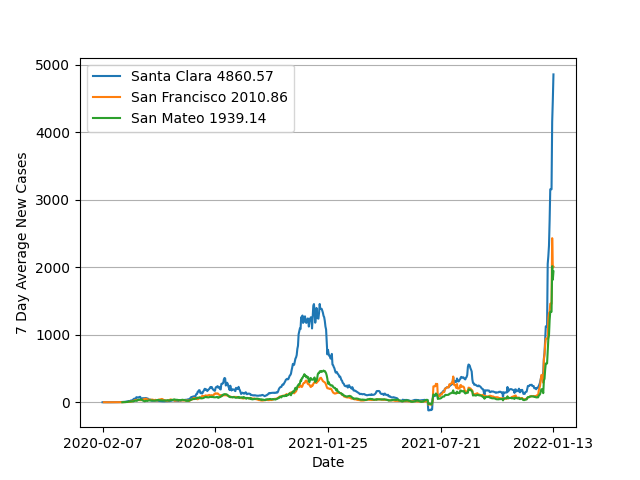 5000
4000
3000
2000
1000
0
7 Day Average New Cases
Santa Clara 4860.57
San Francisco 2010.86
San Mateo 1939.14
2020-02-07
2020-08-01
2021-01-25
2021-07-21
2022-01-13
Date